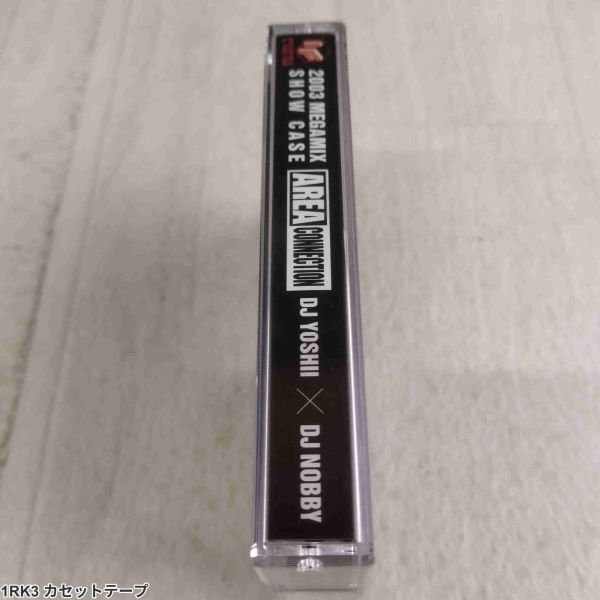 2003 MEGAMIX
SHOW CASE
AREA
CONNECTION
DJ YOSHII
×
DJ NOBBY
1RK3 カセットテープ